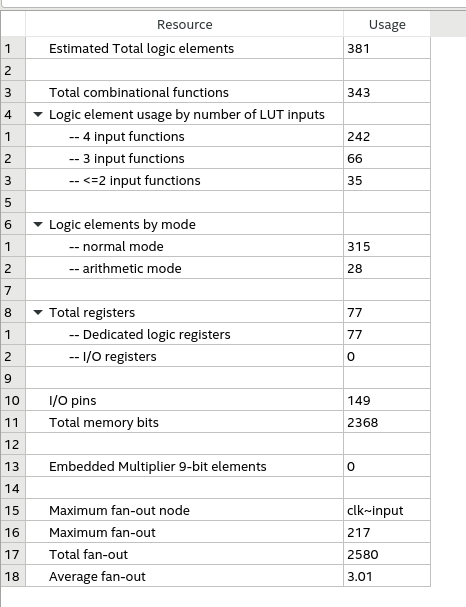 Resource Usage
1 Estimated Total logic elements 381
2
3 Total combinational functions 343
4 Logic element usage by number of LUT inputs
1 -- 4 input functions 242
2 -- 3 input functions 66
3 -- <=2 input functions 35
5
6 Logic elements by mode
1 -- normal mode 315
2 -- arithmetic mode 28
7
8 Total registers 77
1 -- Dedicated logic registers 77
2 -- I/O registers 0
9
10 I/O pins 149
11 Total memory bits 2368
12
13 Embedded Multiplier 9-bit elements 0
14
15 Maximum fan-out node clk~input
16 Maximum fan-out 217
17 Total fan-out 2580
18 Average fan-out 3.01